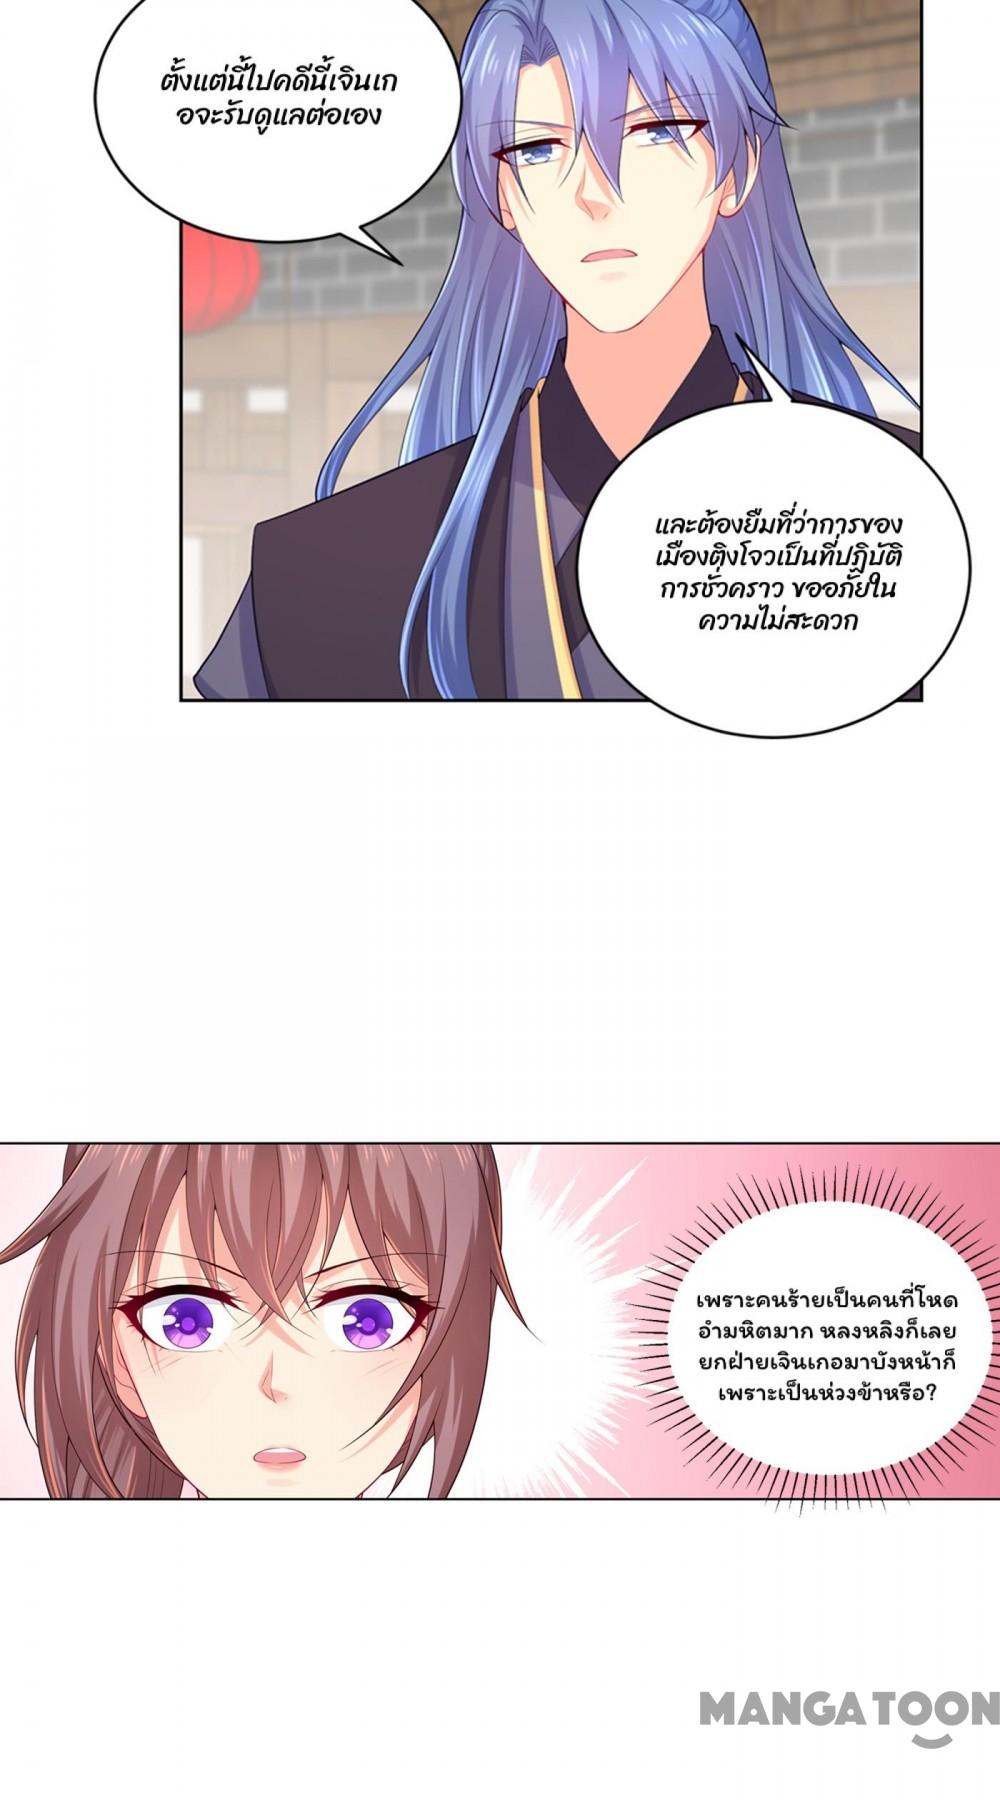 ตั้งแต่นี้ไปคดีนี้เจินเก
อจะรับดูแลต่อเอง
และต้องยืมที่ว่าการของ
เมืองติงโจวเป็นที่ปฏิบัติ
การชั่วคราว ขออภัยใน
ความไม่สะดวก
เพราะคนร้ายเป็นคนที่โหด
อำมหิตมาก หลงหลิงก็เลย
ยกฝ่ายเจินเกอมาบังหน้าก็
เพราะเป็นห่วงข้าหรือ?
MANGATOON